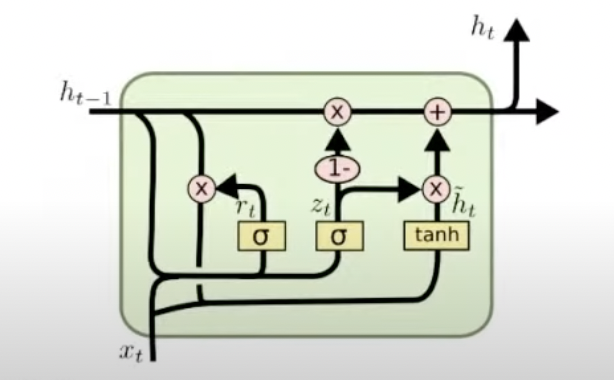 h_t
h_{t-1}
x
+
1-
x
r_t
z_t
x
h̃_t
σ
σ
tanh
x_t